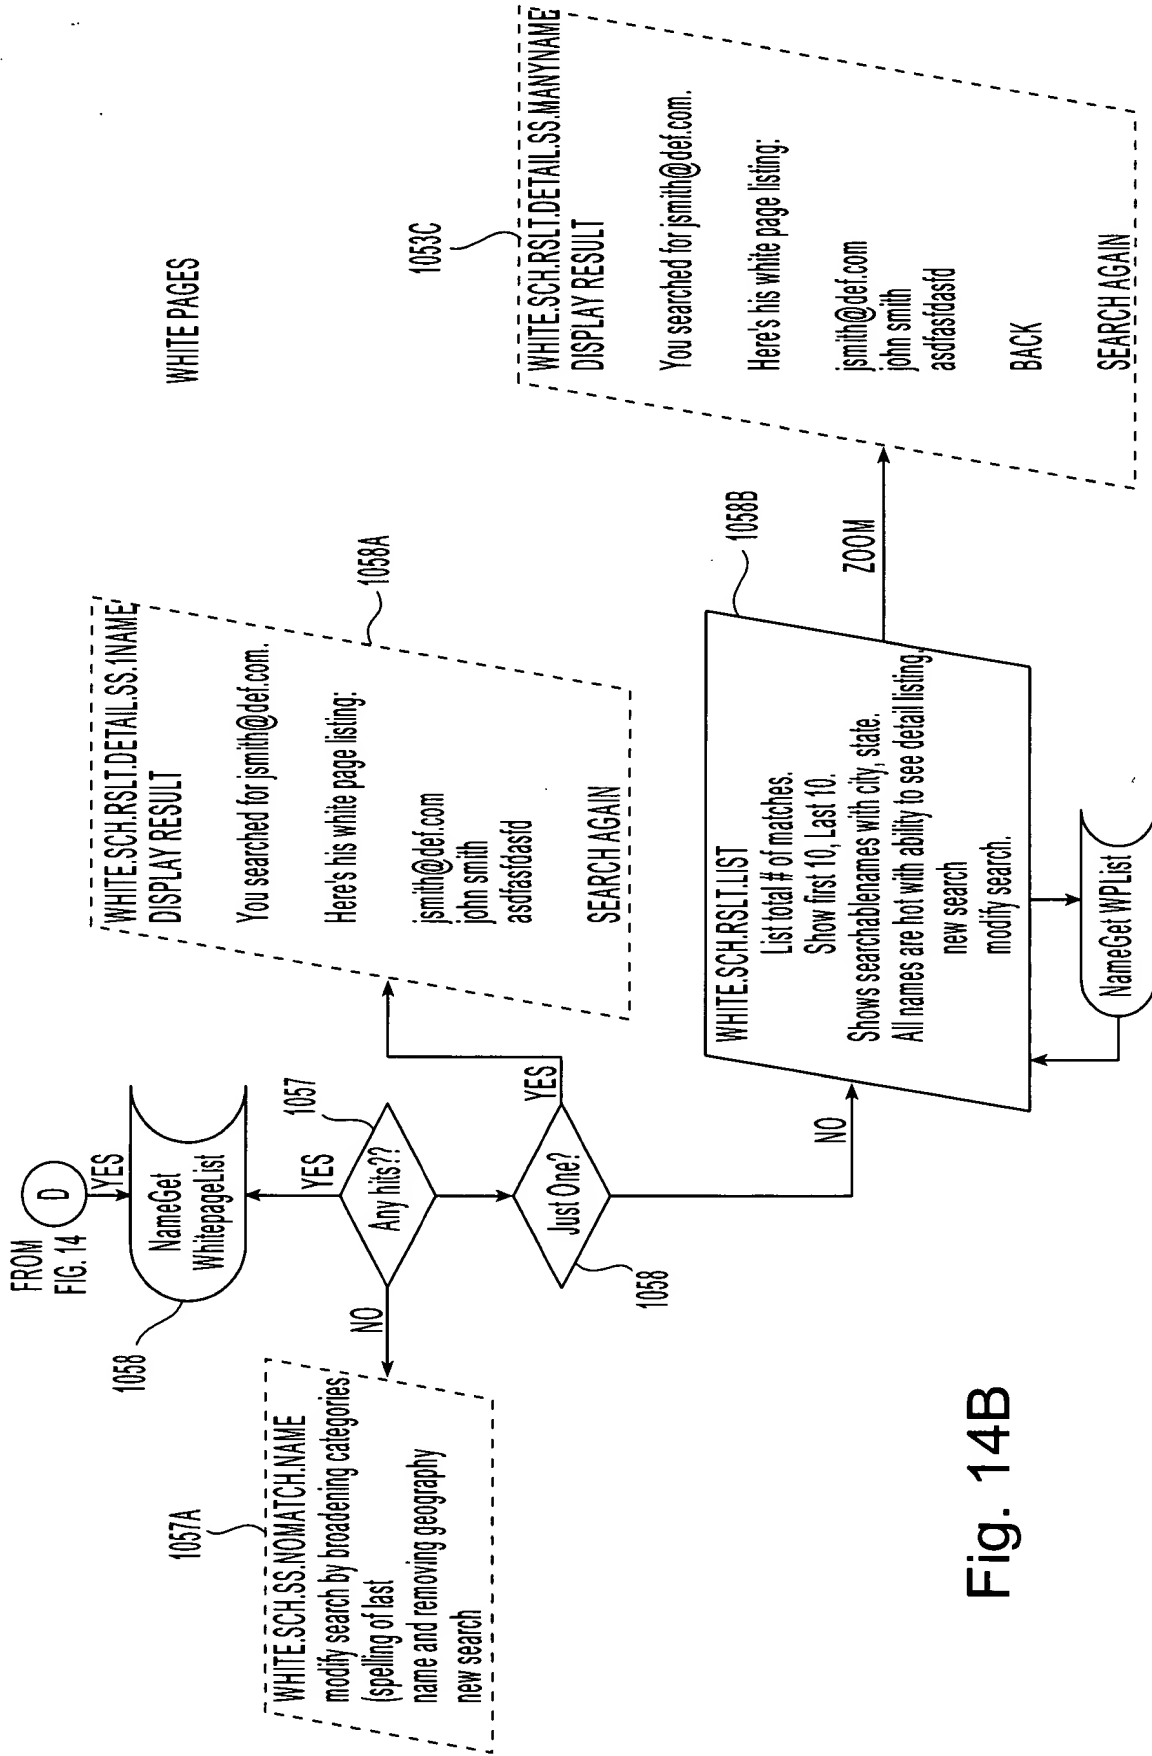 WHITE PAGES
FROM
FIG. 14
D
YES
1058
NameGet
WhitepageList
YES
1057
Any hits??
NO
1057A
WHITE.SCH.SS.NOMATCH.NAME
modify search by broadening categories
(spelling of last
name and removing geography
new search
Just One?
1058
YES
NO
WHITE.SCH.RSLT.DETAIL.SS.1NAME
DISPLAY RESULT
You searched for jsmith@def.com.
Here's his white page listing:
jsmith@def.com
john smith
asdfasfdasfd
SEARCH AGAIN
1058A
1058B
WHITE.SCH.RSLT.LIST
List total # of matches.
Show first 10, Last 10.
Shows searchablenames with city, state.
All names are hot with ability to see detail listing.
new search
modify search.
NameGet WPList
ZOOM
1053C
WHITE.SCH.RSLT.DETAIL.SS.MANYNAME
DISPLAY RESULT
You searched for jsmith@def.com.
Here's his white page listing:
jsmith@def.com
john smith
asdfasfdasfd
BACK
SEARCH AGAIN
Fig. 14B